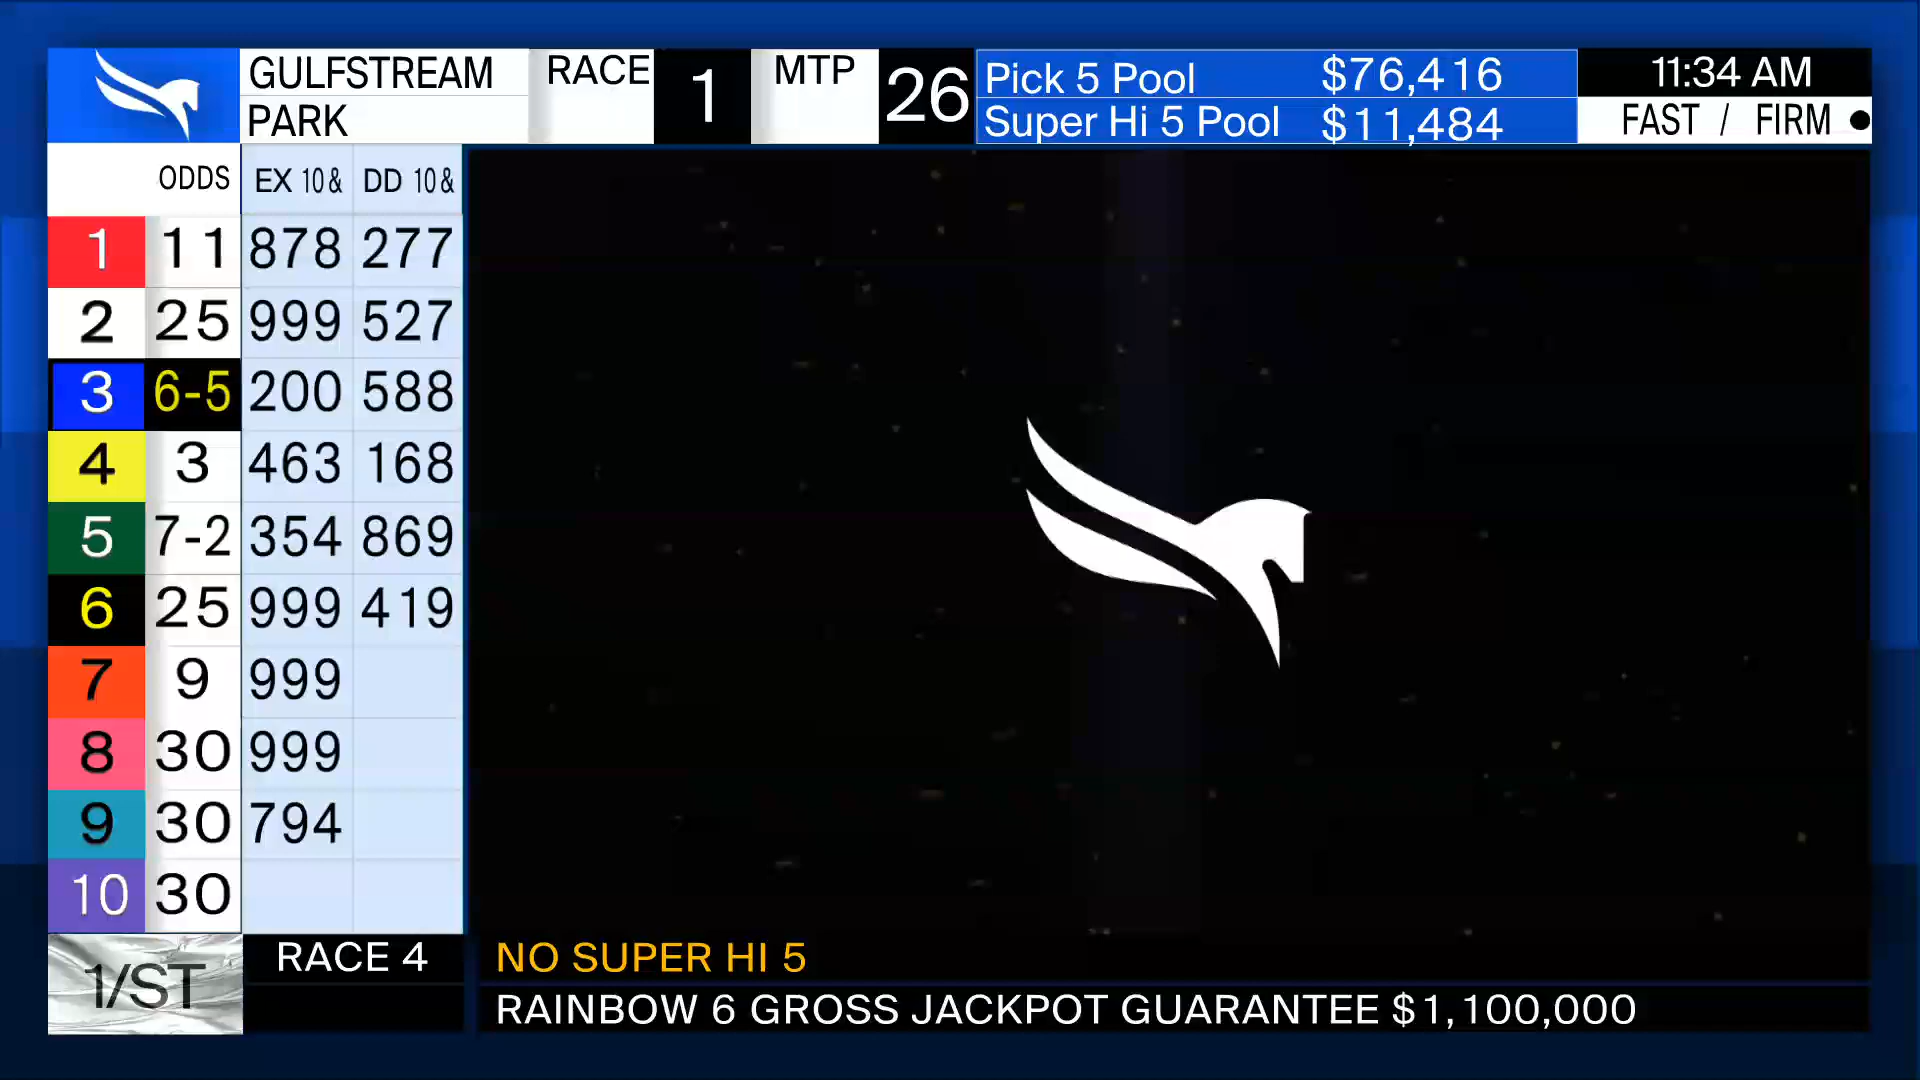 GULFSTREAM PARK
RACE 1 MTP 26
Pick 5 Pool $76,416
Super Hi 5 Pool $11,484
11:34 AM
FAST / FIRM
ODDS EX 10& DD 10&
1 11 878 277
2 25 999 527
3 6-5 200 588
4 3 463 168
5 7-2 354 869
6 25 999 419
7 9 999
8 30 999
9 30 794
10 30
1/ST
RACE 4 NO SUPER HI 5
RAINBOW 6 GROSS JACKPOT GUARANTEE $1,100,000